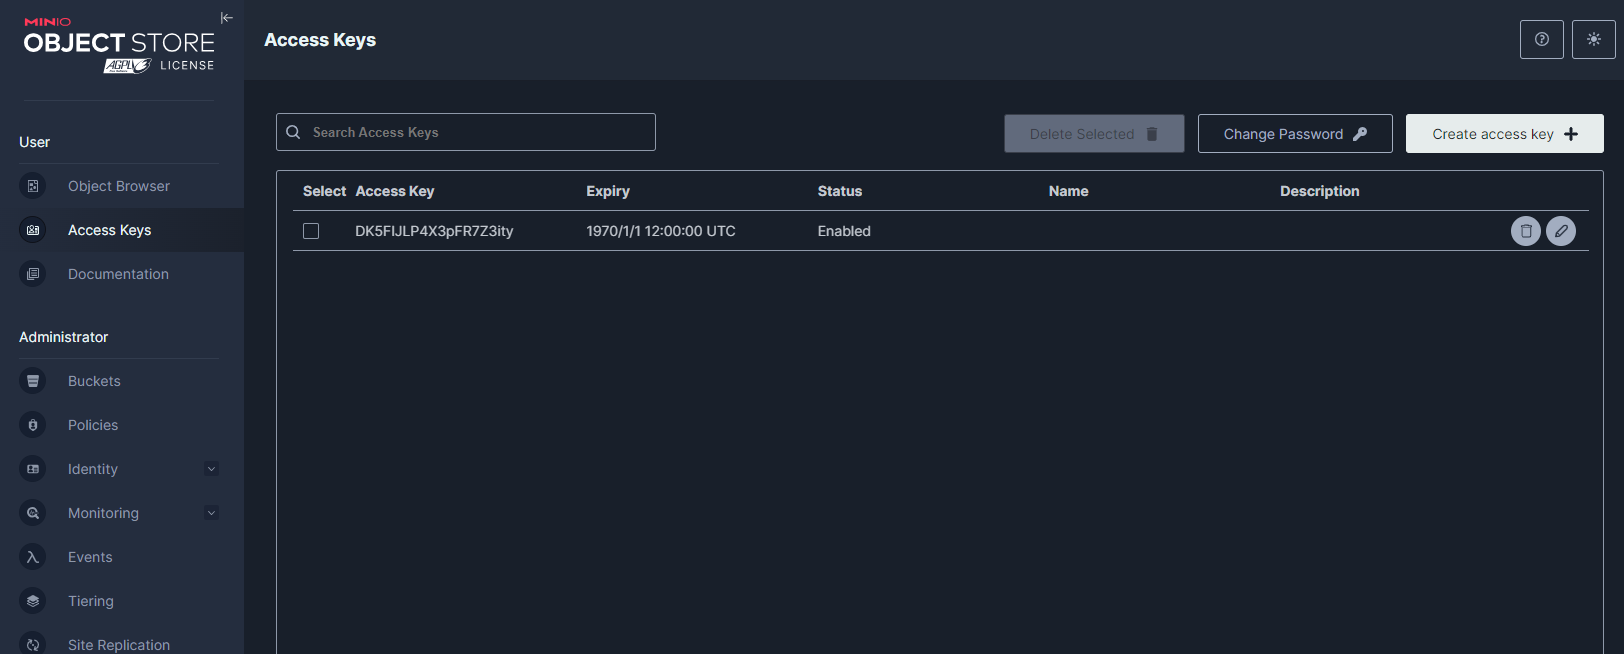 MINIO
OBJECT STORE
AGPL LICENSE
Access Keys
User
Object Browser
Access Keys
Documentation
Administrator
Buckets
Policies
Identity
Monitoring
Events
Tiering
Site Replication
Search Access Keys
Delete Selected
Change Password
Create access key
Select Access Key Expiry Status Name Description
DK5FIJLP4X3pFR7Z3ity 1970/1/1 12:00:00 UTC Enabled